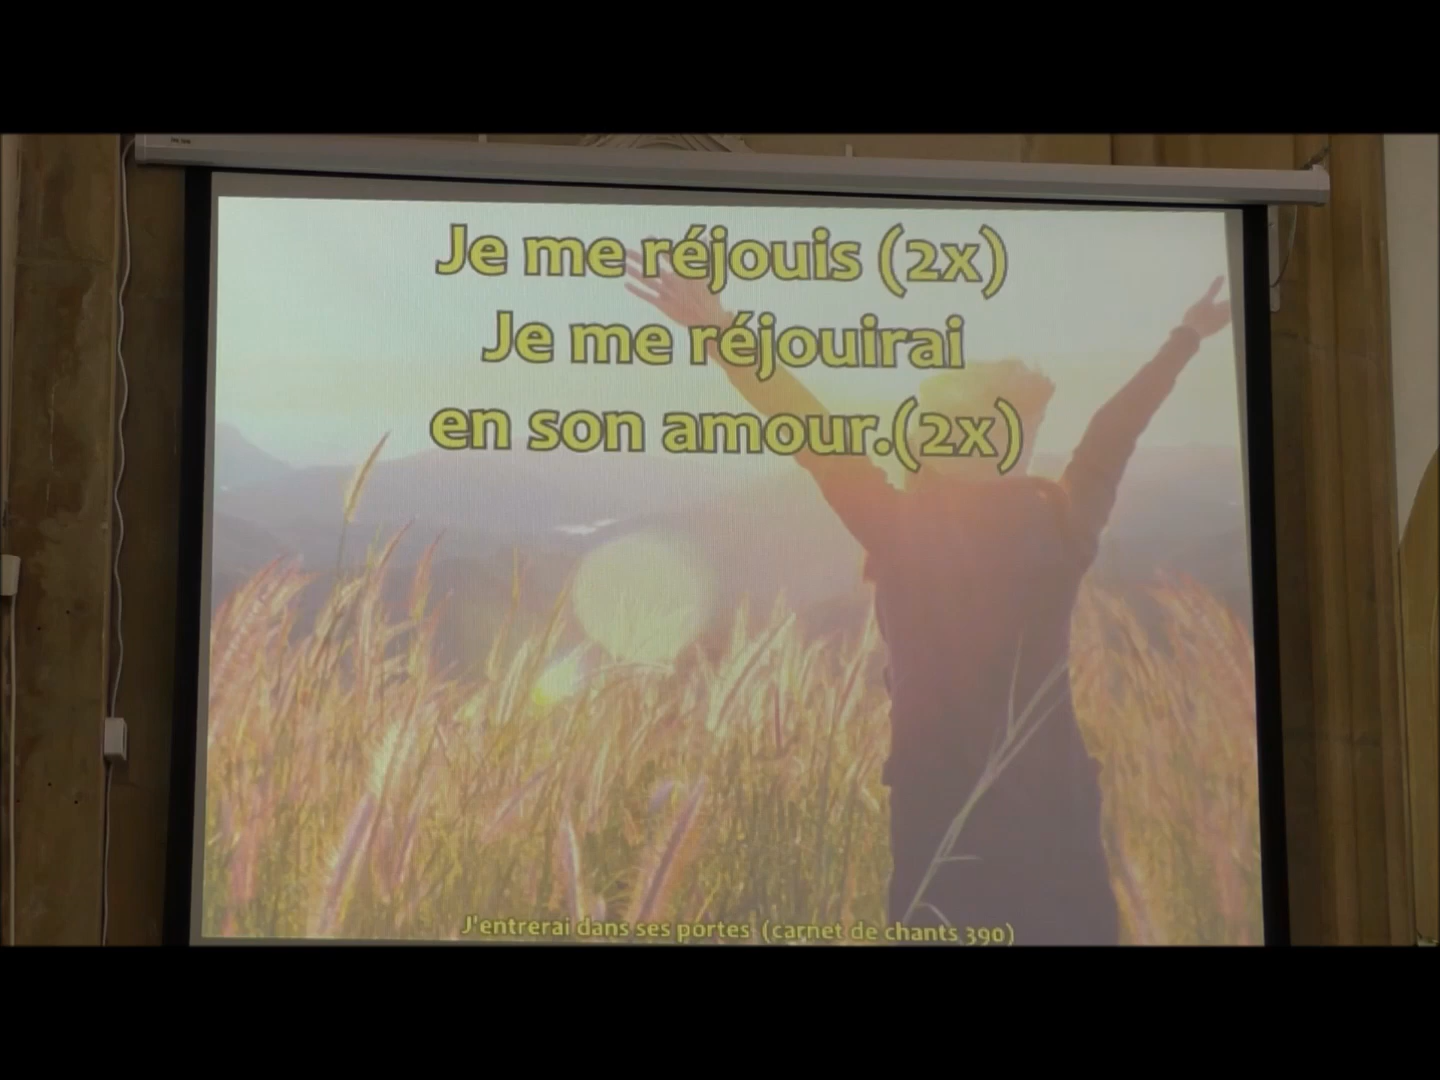 Je me réjouis (2x)
Je me réjouirai
en son amour.(2x)
J'entrerai dans ses portes (carnet de chants 390)